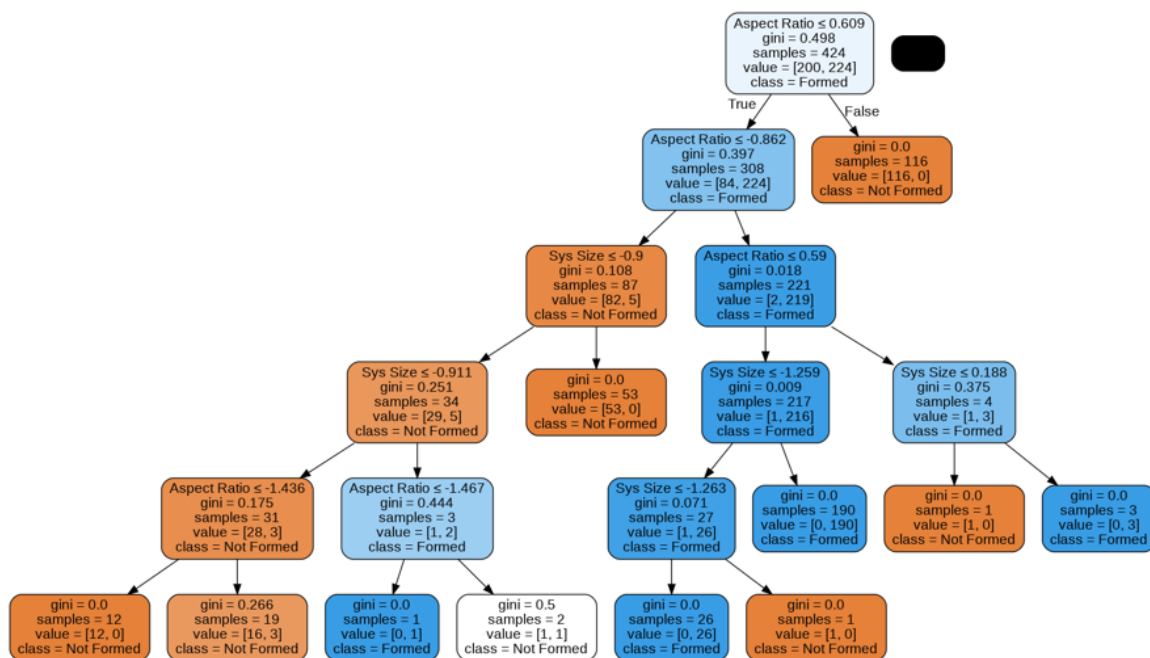 Aspect Ratio ≤ 0.609
gini = 0.498
samples = 424
value = [200, 224]
class = Formed
True
False
Aspect Ratio ≤ -0.862
gini = 0.397
samples = 308
value = [84, 224]
class = Formed
gini = 0.0
samples = 116
value = [116, 0]
class = Not Formed
Sys Size ≤ -0.9
gini = 0.108
samples = 87
value = [82, 5]
class = Not Formed
Aspect Ratio ≤ 0.59
gini = 0.018
samples = 221
value = [2, 219]
class = Formed
Sys Size ≤ -0.911
gini = 0.251
samples = 34
value = [29, 5]
class = Not Formed
gini = 0.0
samples = 53
value = [53, 0]
class = Not Formed
Sys Size ≤ -1.259
gini = 0.009
samples = 217
value = [1, 216]
class = Formed
Sys Size ≤ 0.188
gini = 0.375
samples = 4
value = [1, 3]
class = Formed
Aspect Ratio ≤ -1.436
gini = 0.175
samples = 31
value = [28, 3]
class = Not Formed
Aspect Ratio ≤ -1.467
gini = 0.444
samples = 3
value = [1, 2]
class = Formed
Sys Size ≤ -1.263
gini = 0.071
samples = 27
value = [1, 26]
class = Formed
gini = 0.0
samples = 190
value = [0, 190]
class = Formed
gini = 0.0
samples = 1
value = [1, 0]
class = Not Formed
gini = 0.0
samples = 3
value = [0, 3]
class = Formed
gini = 0.0
samples = 12
value = [12, 0]
class = Not Formed
gini = 0.266
samples = 19
value = [16, 3]
class = Not Formed
gini = 0.0
samples = 1
value = [0, 1]
class = Formed
gini = 0.5
samples = 2
value = [1, 1]
class = Not Formed
gini = 0.0
samples = 26
value = [0, 26]
class = Formed
gini = 0.0
samples = 1
value = [1, 0]
class = Not Formed